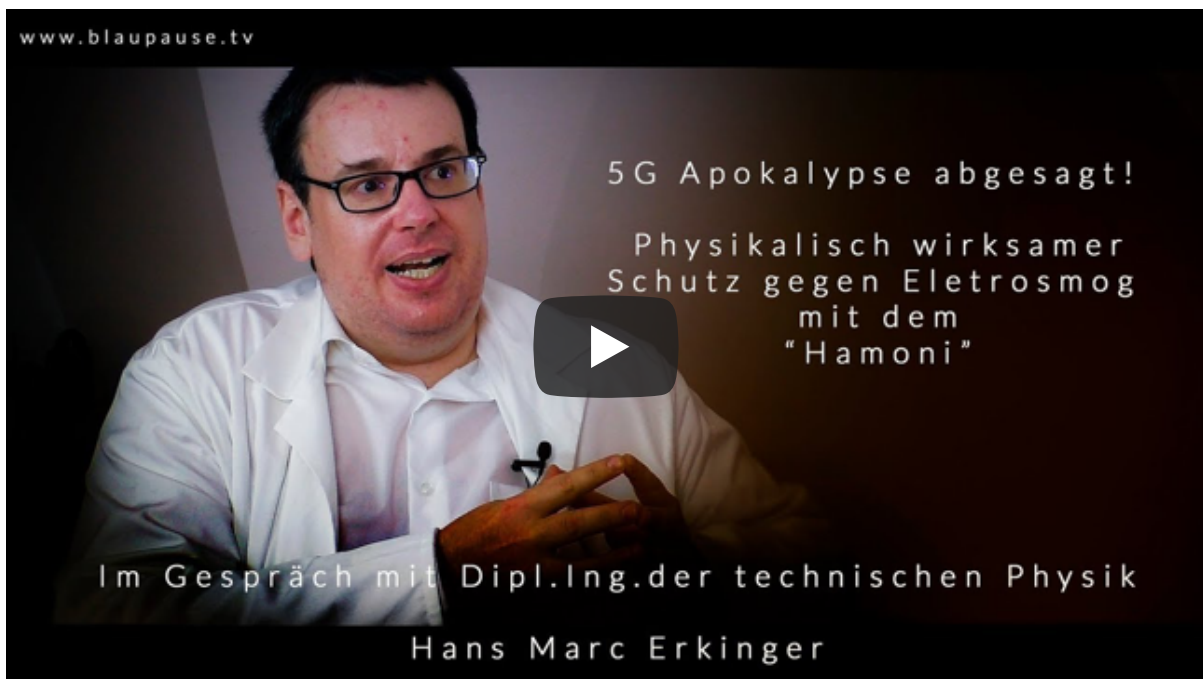 www.blaupause.tv
5G Apokalypse abgesagt!
Physikalisch wirksamer
Schutz gegen Eletrosmog
mit dem
“Hamoni”
Im Gespräch mit Dipl.Ing.der technischen Physik
Hans Marc Erkinger